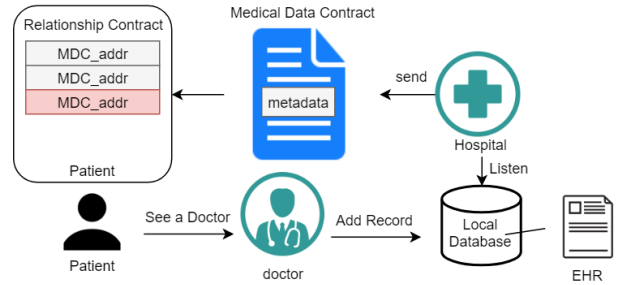 Relationship Contract
MDC_addr
MDC_addr
MDC_addr
Patient
Medical Data Contract
metadata
send
Hospital
Listen
Patient
See a Doctor
doctor
Add Record
Local
Database
EHR